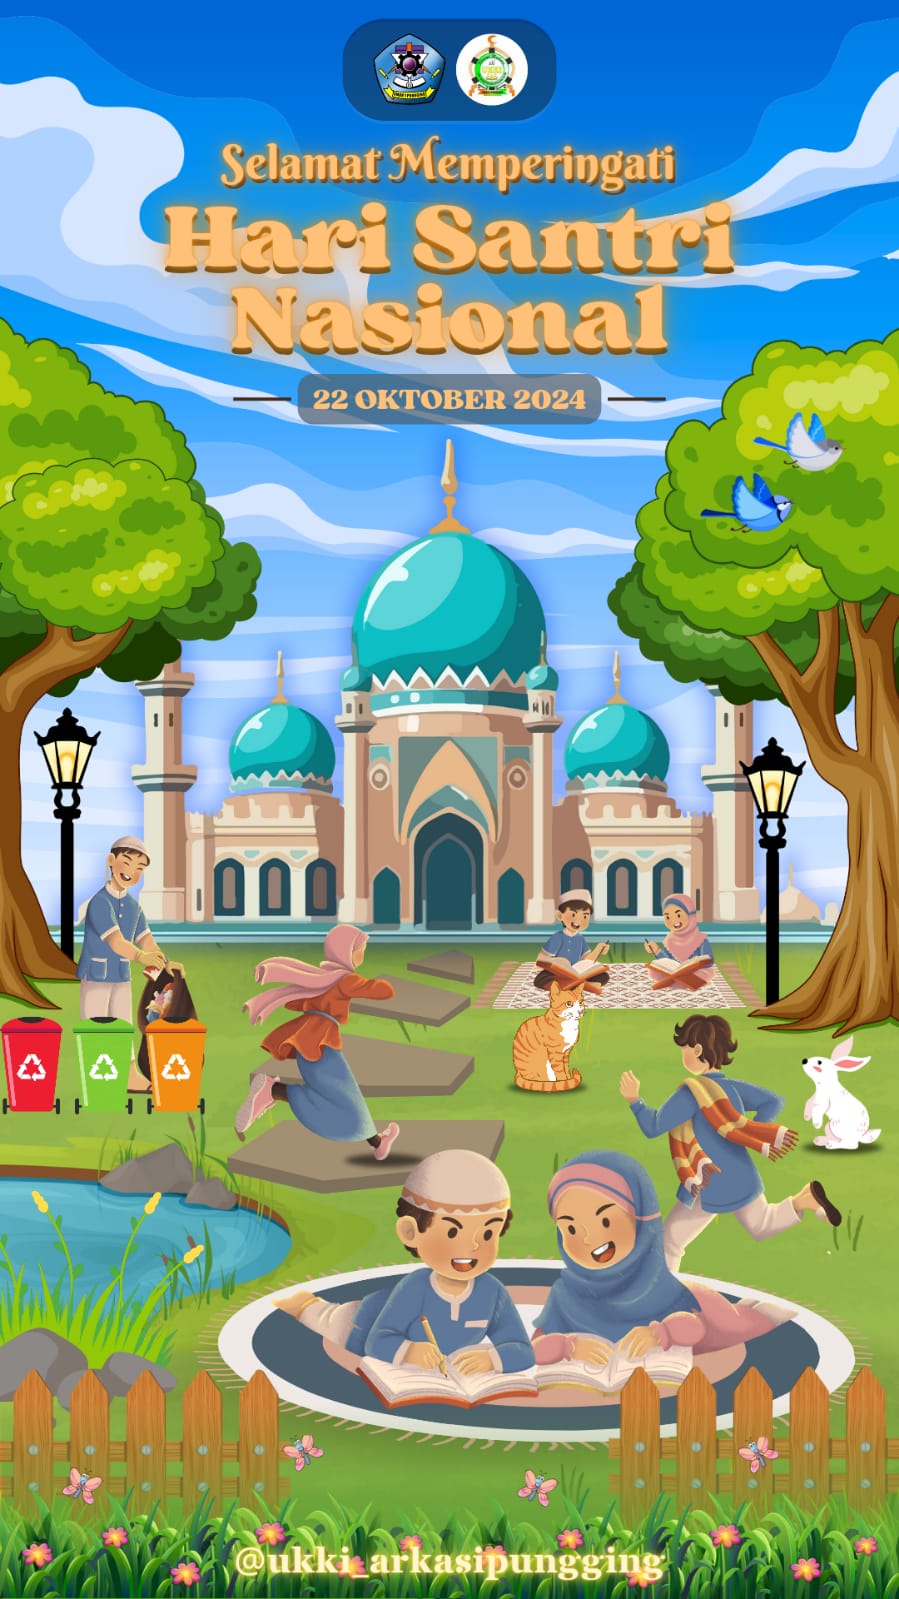 Selamat Memperingati
Hari Santri
Nasional
22 OKTOBER 2024
@ukki_arkasipungging